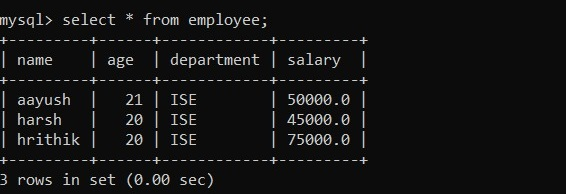 mysql> select * from employee;
+---------+------+------------+---------+
| name    | age  | department | salary  |
+---------+------+------------+---------+
| aayush  |   21 | ISE        | 50000.0 |
| harsh   |   20 | ISE        | 45000.0 |
| hrithik |   20 | ISE        | 75000.0 |
+---------+------+------------+---------+
3 rows in set (0.00 sec)